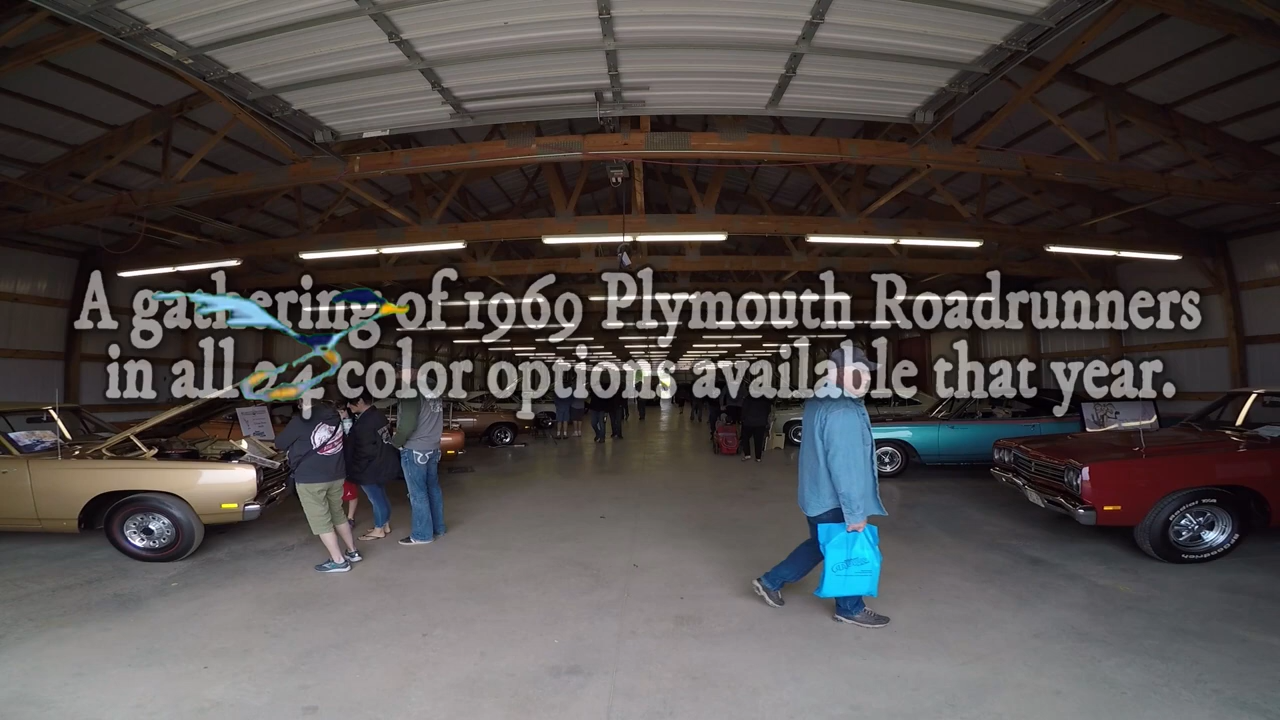 A gathering of 1969 Plymouth Roadrunners
in all 24 color options available that year.